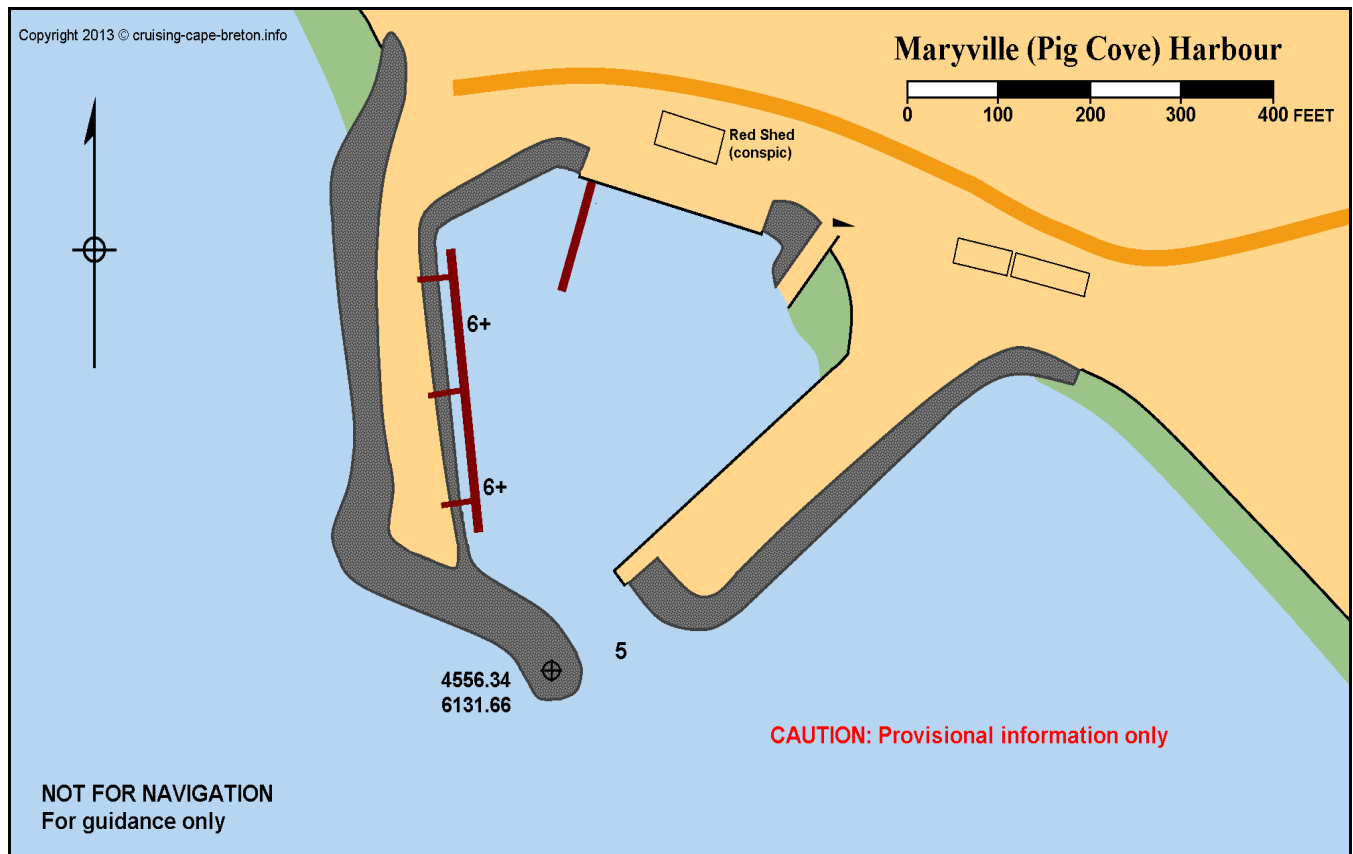 Copyright 2013 © cruising-cape-breton.info
Maryville (Pig Cove) Harbour
0 100 200 300 400 FEET
Red Shed
(conspic)
6+
6+
5
4556.34
6131.66
CAUTION: Provisional information only
NOT FOR NAVIGATION
For guidance only